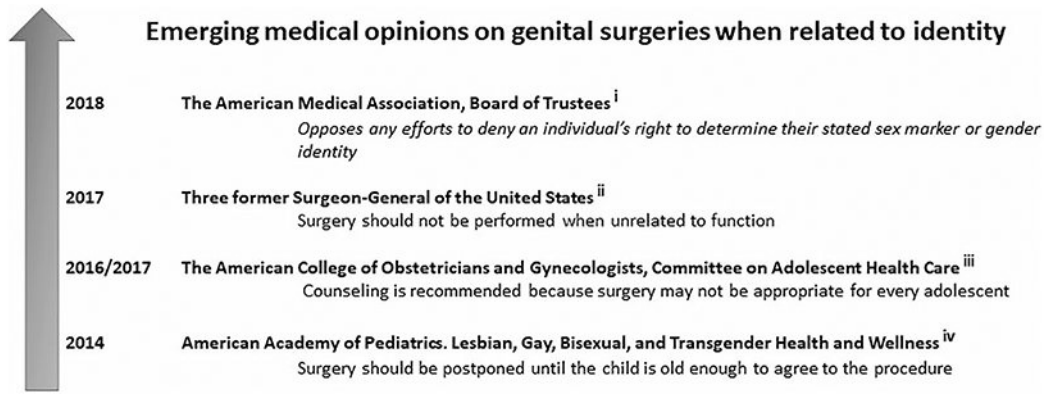 Emerging medical opinions on genital surgeries when related to identity
2018 The American Medical Association, Board of Trustees i
Opposes any efforts to deny an individual's right to determine their stated sex marker or gender
identity
2017 Three former Surgeon-General of the United States ii
Surgery should not be performed when unrelated to function
2016/2017 The American College of Obstetricians and Gynecologists, Committee on Adolescent Health Care iii
Counseling is recommended because surgery may not be appropriate for every adolescent
2014 American Academy of Pediatrics. Lesbian, Gay, Bisexual, and Transgender Health and Wellness iv
Surgery should be postponed until the child is old enough to agree to the procedure